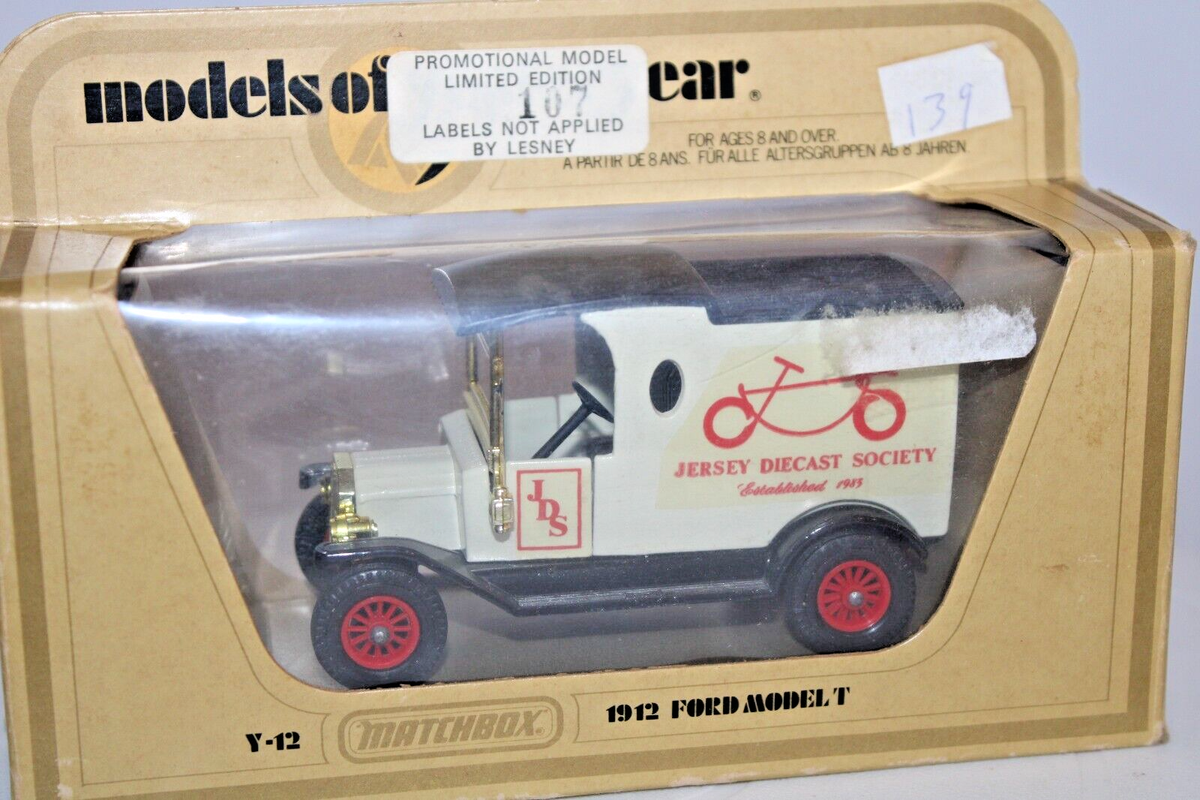 models of ear®
PROMOTIONAL MODEL
LIMITED EDITION
107
LABELS NOT APPLIED
BY LESNEY
139
FOR AGES 8 AND OVER.
A PARTIR DE 8 ANS. FÜR ALLE ALTERSGRUPPEN AB 8 JAHREN.
JERSEY DIECAST SOCIETY
Established 1983
JDS
Y-12
MATCHBOX
1912 FORD MODEL T